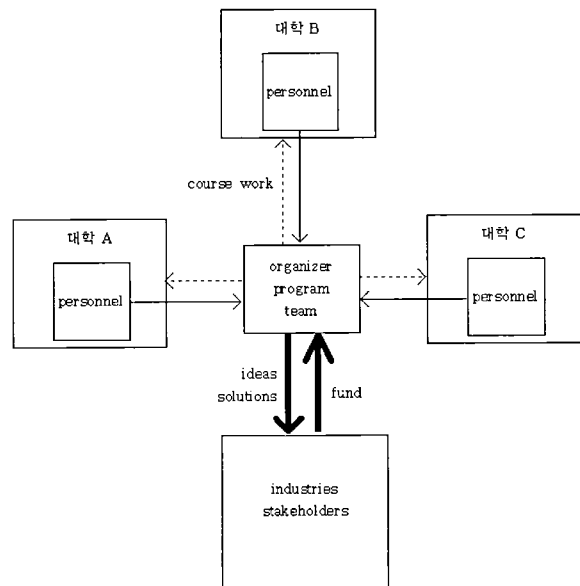 대학 B
personnel
course work
대학 A
personnel
organizer
program
team
대학 C
personnel
ideas
solutions
fund
industries
stakeholders